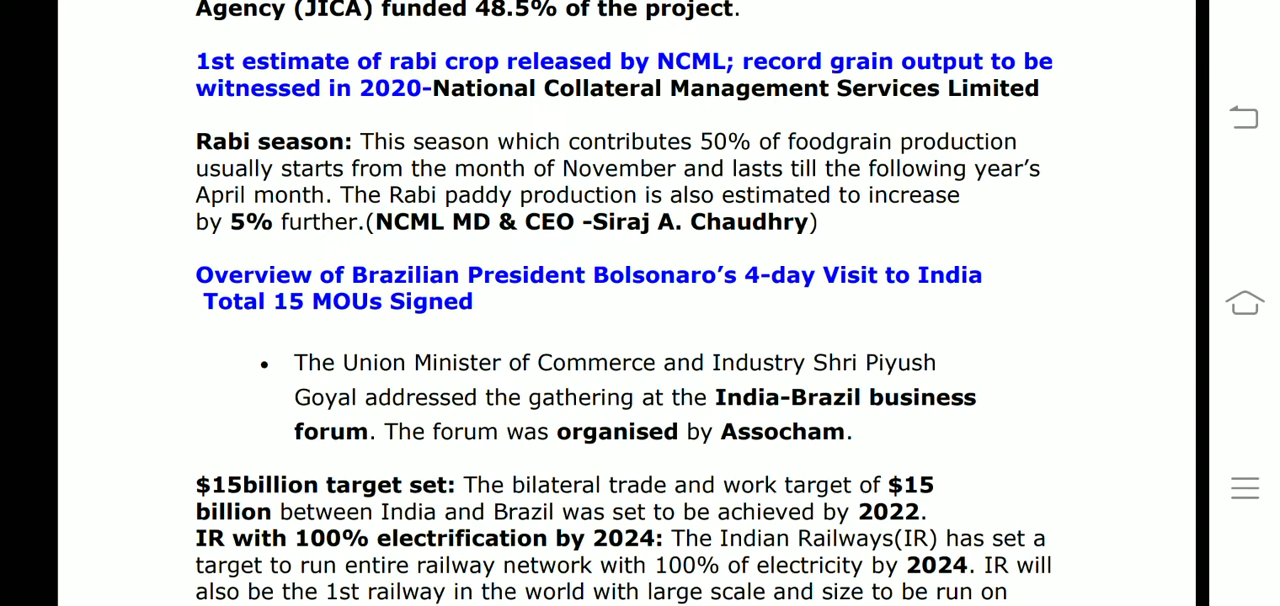 Agency (JICA) funded 48.5% of the project.
1st estimate of rabi crop released by NCML; record grain output to be
witnessed in 2020-National Collateral Management Services Limited
Rabi season: This season which contributes 50% of foodgrain production
usually starts from the month of November and lasts till the following year’s
April month. The Rabi paddy production is also estimated to increase
by 5% further.(NCML MD & CEO -Siraj A. Chaudhry)
Overview of Brazilian President Bolsonaro’s 4-day Visit to India
Total 15 MOUs Signed
• The Union Minister of Commerce and Industry Shri Piyush
Goyal addressed the gathering at the India-Brazil business
forum. The forum was organised by Assocham.
$15billion target set: The bilateral trade and work target of $15
billion between India and Brazil was set to be achieved by 2022.
IR with 100% electrification by 2024: The Indian Railways(IR) has set a
target to run entire railway network with 100% of electricity by 2024. IR will
also be the 1st railway in the world with large scale and size to be run on